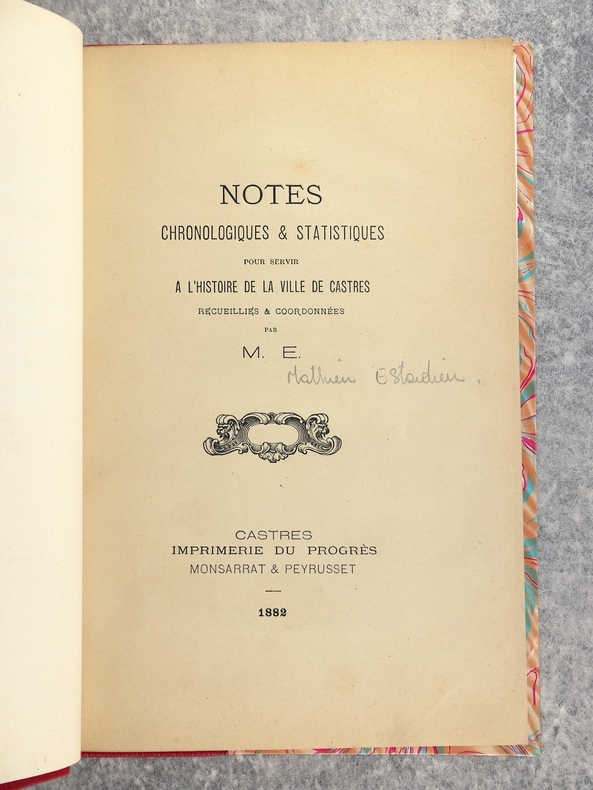 NOTES
CHRONOLOGIQUES & STATISTIQUES
POUR SERVIR
A L'HISTOIRE DE LA VILLE DE CASTRES
RECUEILLIES & COORDONNÉES
PAR
M. E.
Mathieu Estadieu.
CASTRES
IMPRIMERIE DU PROGRÈS
MONSARRAT & PEYRUSSET
1882